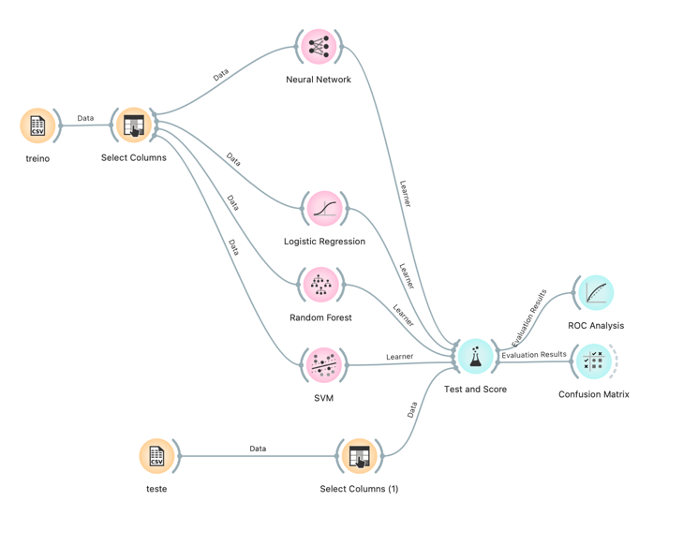 Neural Network
Data
CSV
treino
Data
Select Columns
Data
Data
Data
Learner
Logistic Regression
Learner
Random Forest
Learner
SVM
Learner
Test and Score
Evaluation Results
ROC Analysis
Evaluation Results
Confusion Matrix
CSV
teste
Data
Select Columns (1)
Data